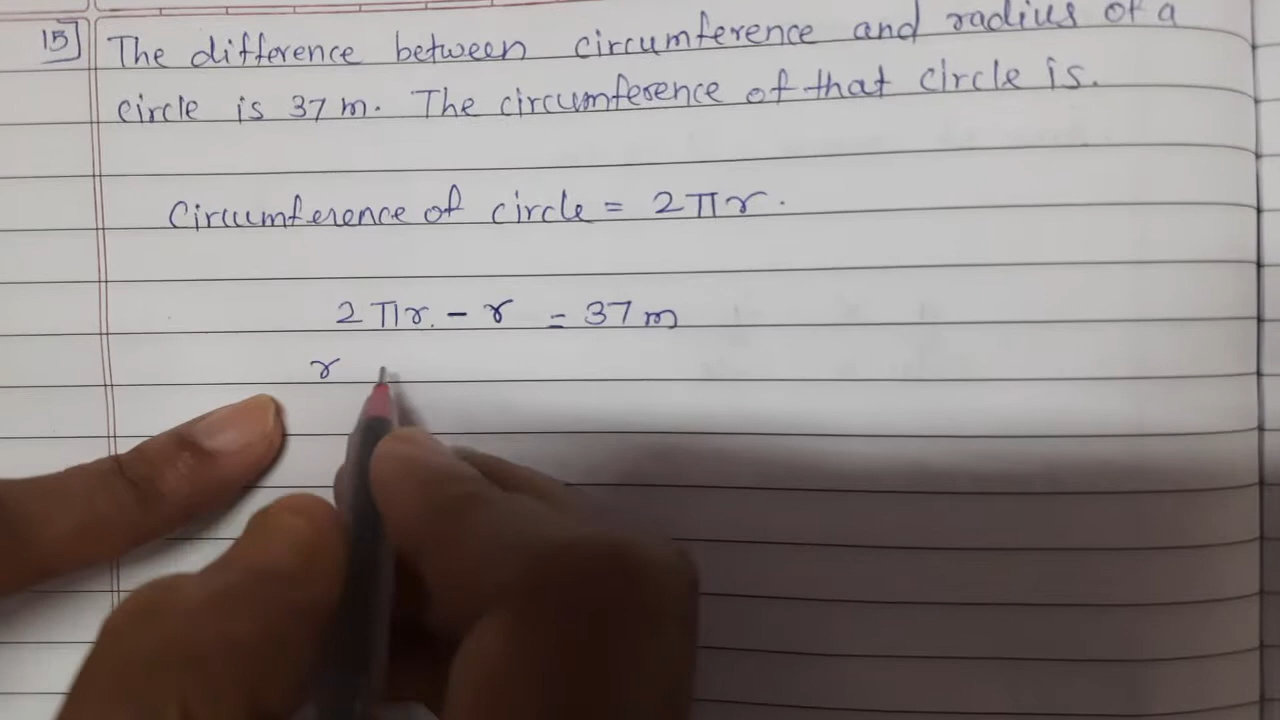 15] The difference between circumference and radius of a
circle is 37 m. The circumference of that circle is.
Circumference of circle = 2πr.
2πr. - r = 37 m
r